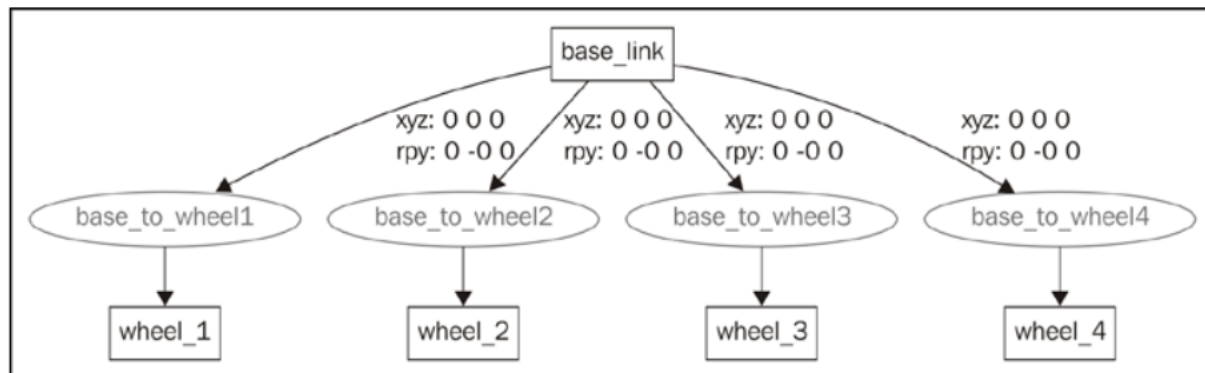 base_link
xyz: 0 0 0 xyz: 0 0 0 xyz: 0 0 0 xyz: 0 0 0
rpy: 0 -0 0 rpy: 0 -0 0 rpy: 0 -0 0 rpy: 0 -0 0
base_to_wheel1 base_to_wheel2 base_to_wheel3 base_to_wheel4
wheel_1 wheel_2 wheel_3 wheel_4